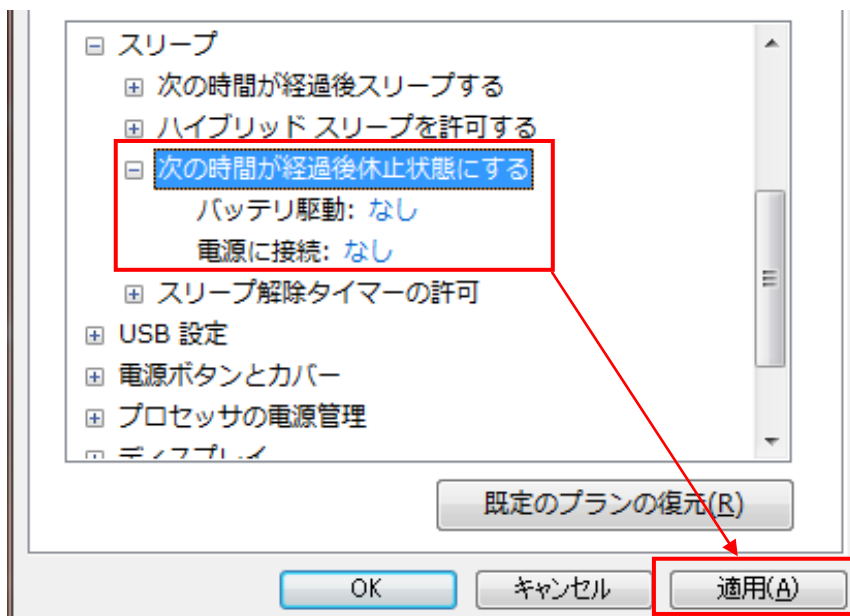 スリープ
次の時間が経過後スリープする
ハイブリッド スリープを許可する
次の時間が経過後休止状態にする
バッテリ駆動: なし
電源に接続: なし
スリープ解除タイマーの許可
USB 設定
電源ボタンとカバー
プロセッサの電源管理
ディスプレイ
既定のプランの復元(R)
OK
キャンセル
適用(A)